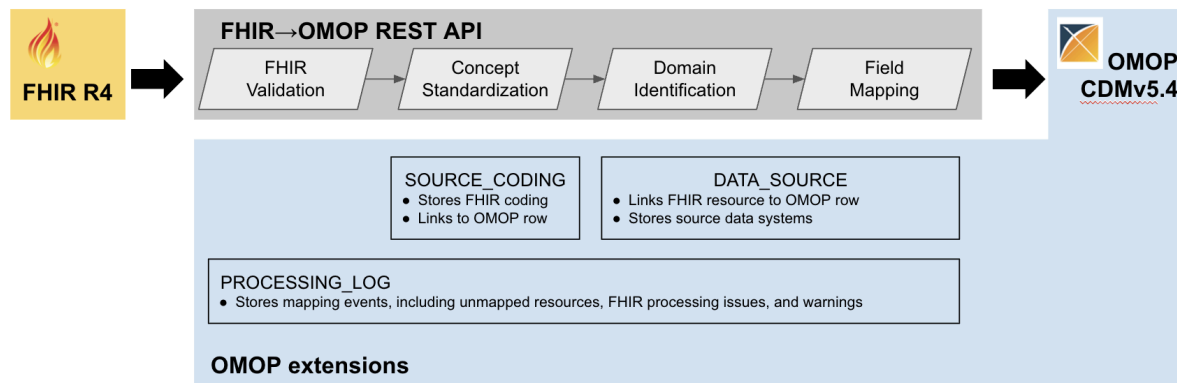 FHIR R4
FHIR→OMOP REST API
FHIR
Validation
Concept
Standardization
Domain
Identification
Field
Mapping
OMOP
CDMv5.4
SOURCE_CODING
● Stores FHIR coding
● Links to OMOP row
DATA_SOURCE
● Links FHIR resource to OMOP row
● Stores source data systems
PROCESSING_LOG
● Stores mapping events, including unmapped resources, FHIR processing issues, and warnings
OMOP extensions